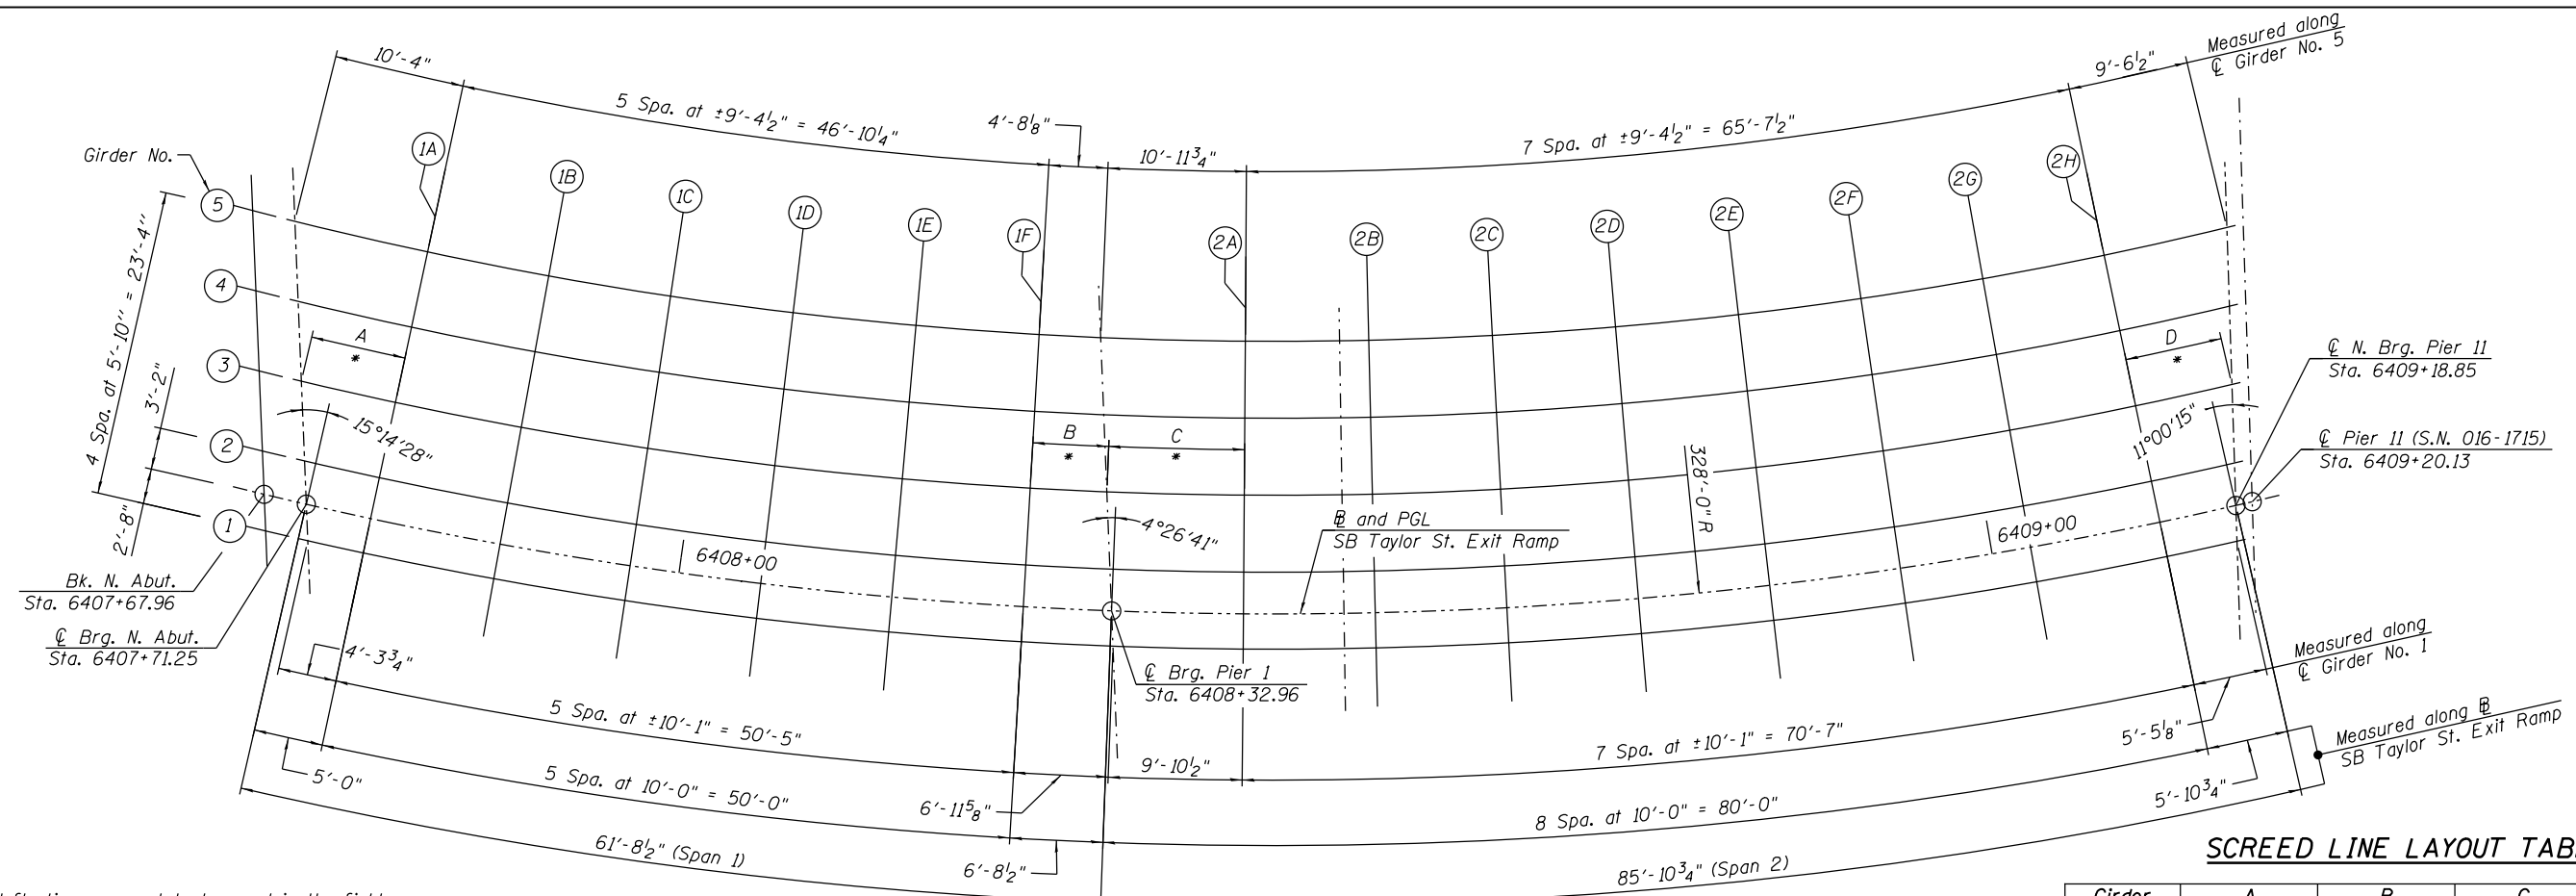 Measured along
℄ Girder No. 5
10'-4"
5 Spa. at ±9'-4½" = 46'-10¼"
4'-8⅛"
10'-11¾"
7 Spa. at ±9'-4½" = 65'-7½"
9'-6½"
Girder No.
1A
1B
1C
1D
1E
1F
2A
2B
2C
2D
2E
2F
2G
2H
5
4
3
2
1
4 Spa. at 5'-10" = 23'-4"
3'-2"
2'-8"
A
*
B
*
C
*
D
*
15°14'28"
4°26'41"
11°00'15"
328'-0" R
℄ N. Brg. Pier 11
Sta. 6409+18.85
℄ Pier 11 (S.N. 016-1715)
Sta. 6409+20.13
6408+00
6409+00
B and PGL
SB Taylor St. Exit Ramp
Bk. N. Abut.
Sta. 6407+67.96
℄ Brg. N. Abut.
Sta. 6407+71.25
℄ Brg. Pier 1
Sta. 6408+32.96
Measured along
℄ Girder No. 1
Measured along B
SB Taylor St. Exit Ramp
4'-3¾"
5 Spa. at ±10'-1" = 50'-5"
6'-11⅝"
9'-10½"
7 Spa. at ±10'-1" = 70'-7"
5'-5⅛"
5'-0"
5 Spa. at 10'-0" = 50'-0"
6'-8½"
8 Spa. at 10'-0" = 80'-0"
5'-10¾"
61'-8½" (Span 1)
85'-10¾" (Span 2)
SCREED LINE LAYOUT TAB
Girder A B C